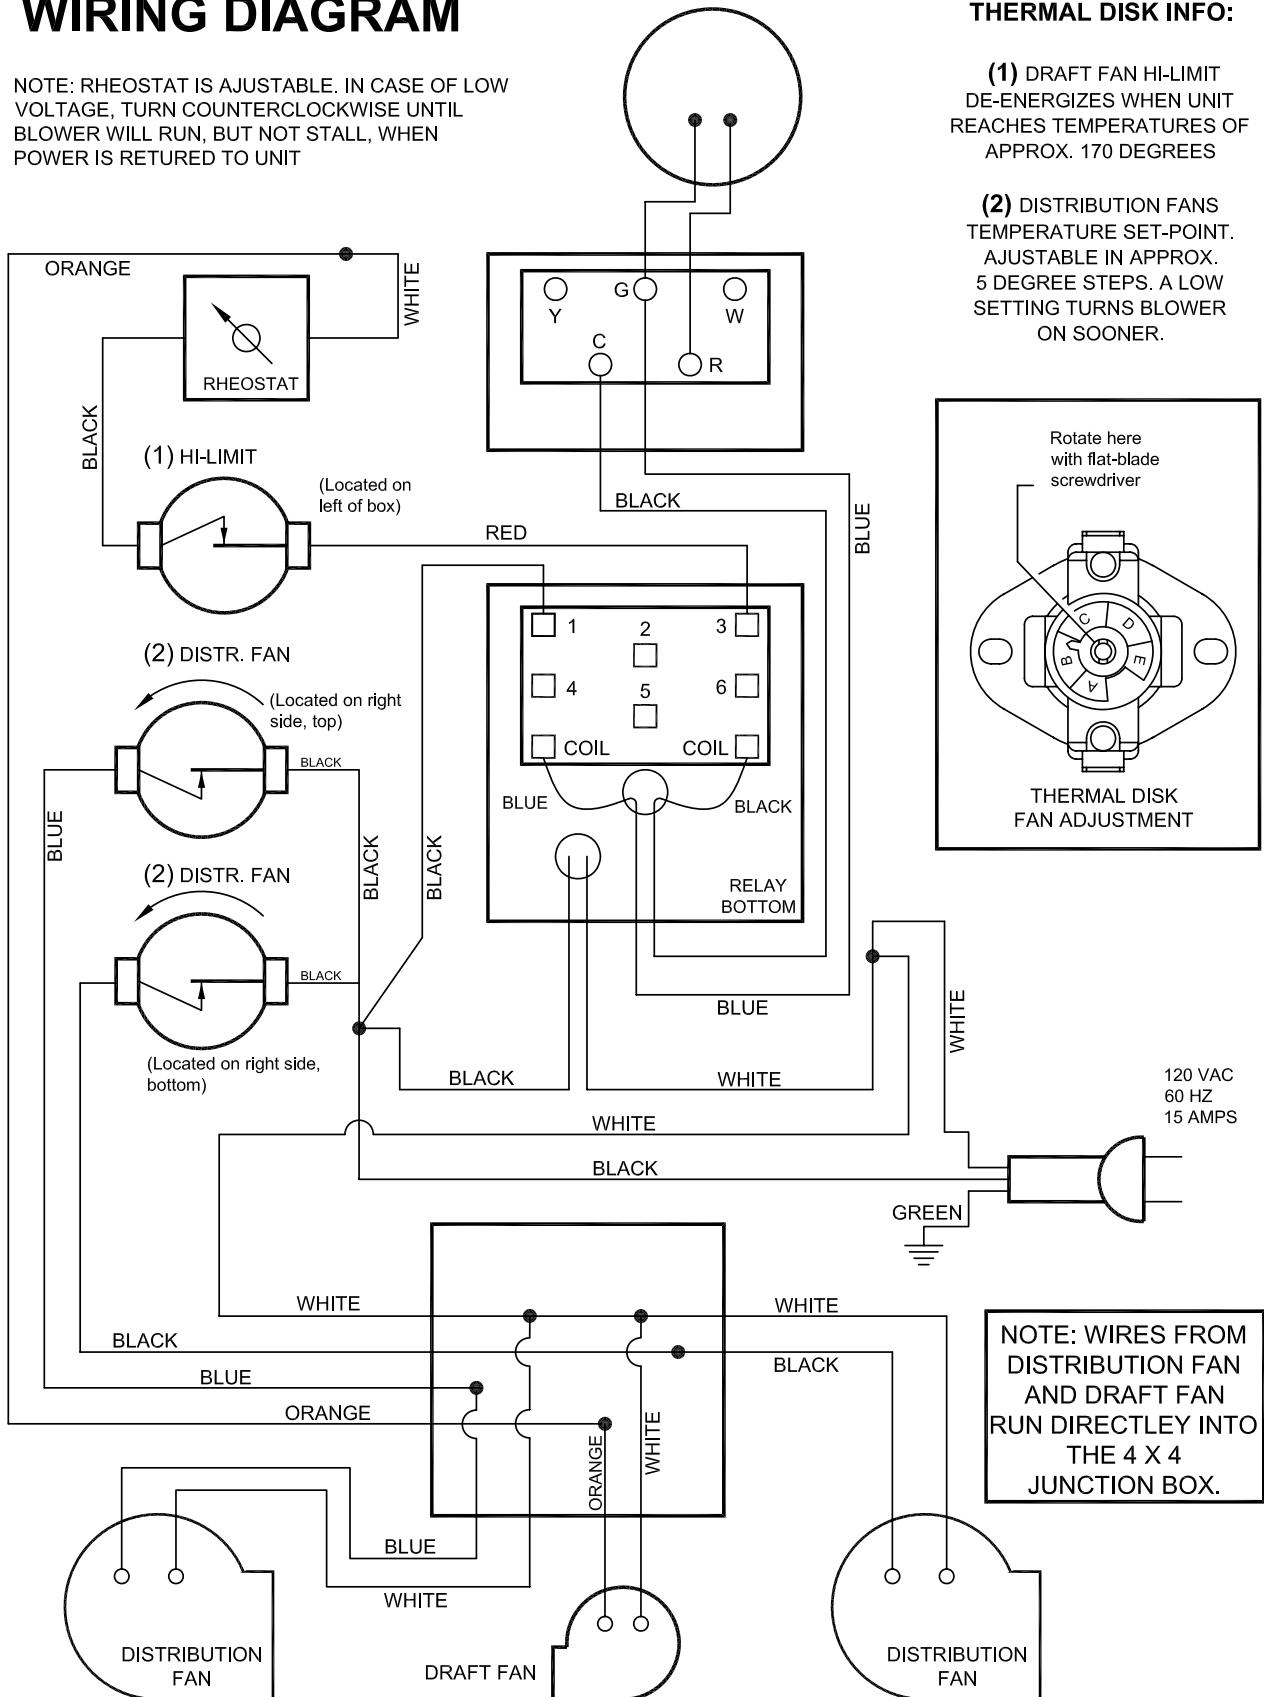 WIRING DIAGRAM
NOTE: RHEOSTAT IS AJUSTABLE. IN CASE OF LOW
VOLTAGE, TURN COUNTERCLOCKWISE UNTIL
BLOWER WILL RUN, BUT NOT STALL, WHEN
POWER IS RETURED TO UNIT
THERMAL DISK INFO:
(1) DRAFT FAN HI-LIMIT
DE-ENERGIZES WHEN UNIT
REACHES TEMPERATURES OF
APPROX. 170 DEGREES
(2) DISTRIBUTION FANS
TEMPERATURE SET-POINT.
AJUSTABLE IN APPROX.
5 DEGREE STEPS. A LOW
SETTING TURNS BLOWER
ON SOONER.
ORANGE
WHITE
RHEOSTAT
BLACK
Y
G
W
C
R
(1) HI-LIMIT
(Located on
left of box)
RED
BLACK
BLUE
Rotate here
with flat-blade
screwdriver
A
B
C
D
E
THERMAL DISK
FAN ADJUSTMENT
(2) DISTR. FAN
(Located on right
side, top)
BLACK
BLUE
BLACK
BLACK
1
2
3
4
5
6
COIL
COIL
BLUE
BLACK
RELAY
BOTTOM
(2) DISTR. FAN
BLACK
(Located on right side,
bottom)
BLUE
WHITE
BLACK
WHITE
WHITE
BLACK
120 VAC
60 HZ
15 AMPS
GREEN
WHITE
WHITE
BLACK
BLACK
BLUE
ORANGE
ORANGE
WHITE
NOTE: WIRES FROM
DISTRIBUTION FAN
AND DRAFT FAN
RUN DIRECTLEY INTO
THE 4 X 4
JUNCTION BOX.
BLUE
WHITE
DISTRIBUTION
FAN
DRAFT FAN
DISTRIBUTION
FAN